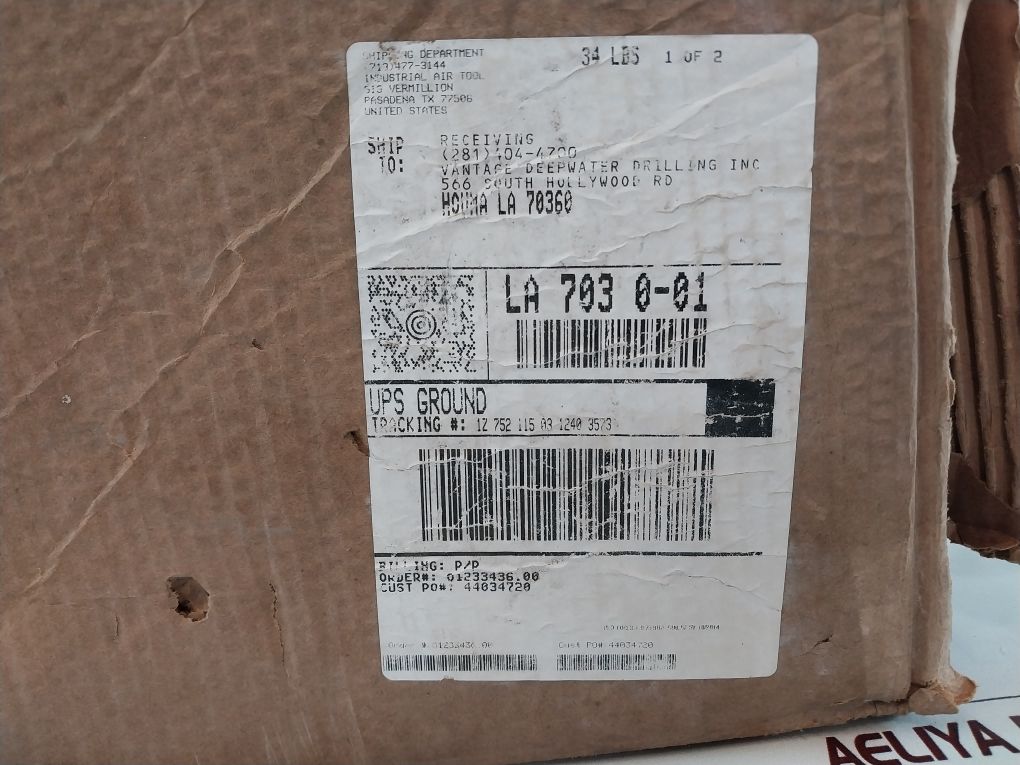 SHIPPING DEPARTMENT
(713)477-3144
INDUSTRIAL AIR TOOL
513 VERMILLION
PASADENA TX 77506
UNITED STATES
34 LBS 1 OF 2
SHIP TO:
RECEIVING
(281)404-4700
VANTAGE DEEPWATER DRILLING INC
566 SOUTH HOLLYWOOD RD
HOUMA LA 70360
LA 703 0-01
UPS GROUND
TRACKING #: 1Z 752 115 03 1240 3573
BILLING: P/P
ORDER#: 01233436.00
CUST PO#: 44034720
Order #:01233436.00
Cust PO#:44034720
AELIYA